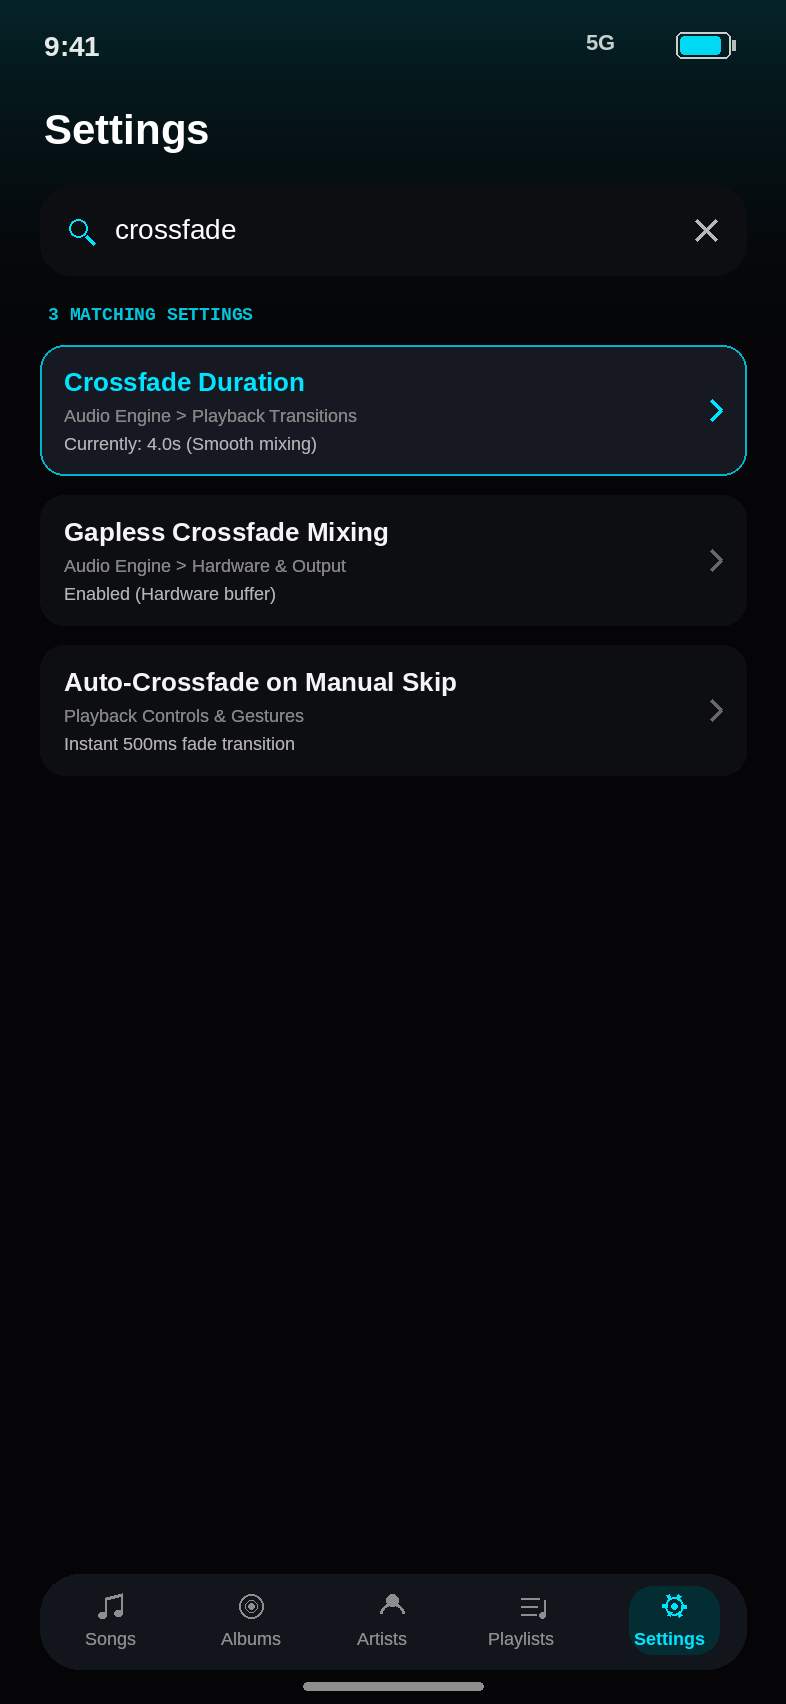 9:41
5G
Settings
crossfade
3 MATCHING SETTINGS
Crossfade Duration
Audio Engine > Playback Transitions
Currently: 4.0s (Smooth mixing)
Gapless Crossfade Mixing
Audio Engine > Hardware & Output
Enabled (Hardware buffer)
Auto-Crossfade on Manual Skip
Playback Controls & Gestures
Instant 500ms fade transition
Songs
Albums
Artists
Playlists
Settings